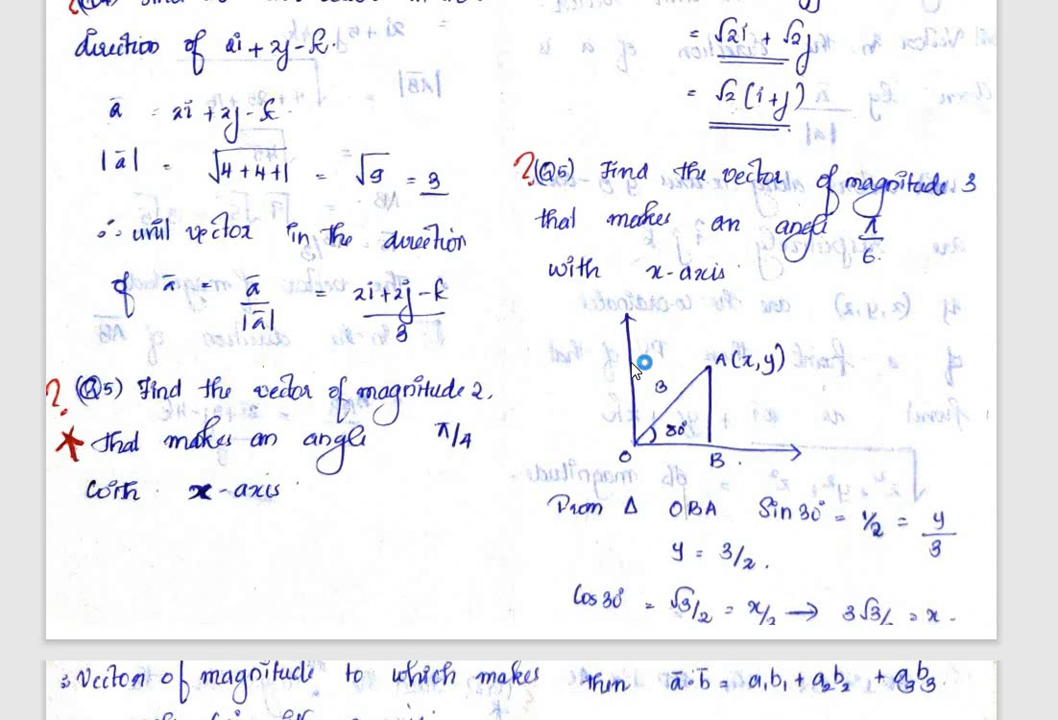 direction of 2i + 2j - k.
ā = 2i + 2j - k.
|ā| = √4+4+1 = √9 = 3
∴ unit vector in the direction
of ā = ā/|ā| = 2i+2j-k/3
? (Q5) Find the vector of magnitude 2,
★ that makes an angle π/4
with x-axis
= √2i + √2j
= √2 (i+j)
? (Q5) Find the vector of magnitude 3
that makes an angle π/6.
with x-axis.
A(x,y)
3
30°
O B.
From Δ OBA Sin 30° = 1/2 = y/3
y = 3/2.
Cos 30° = √3/2 = x/3 → 3√3/2 = x.
: Vector of magnitude to which makes
then ā·b̄ = a₁b₁ + a₂b₂ + a₃b₃.